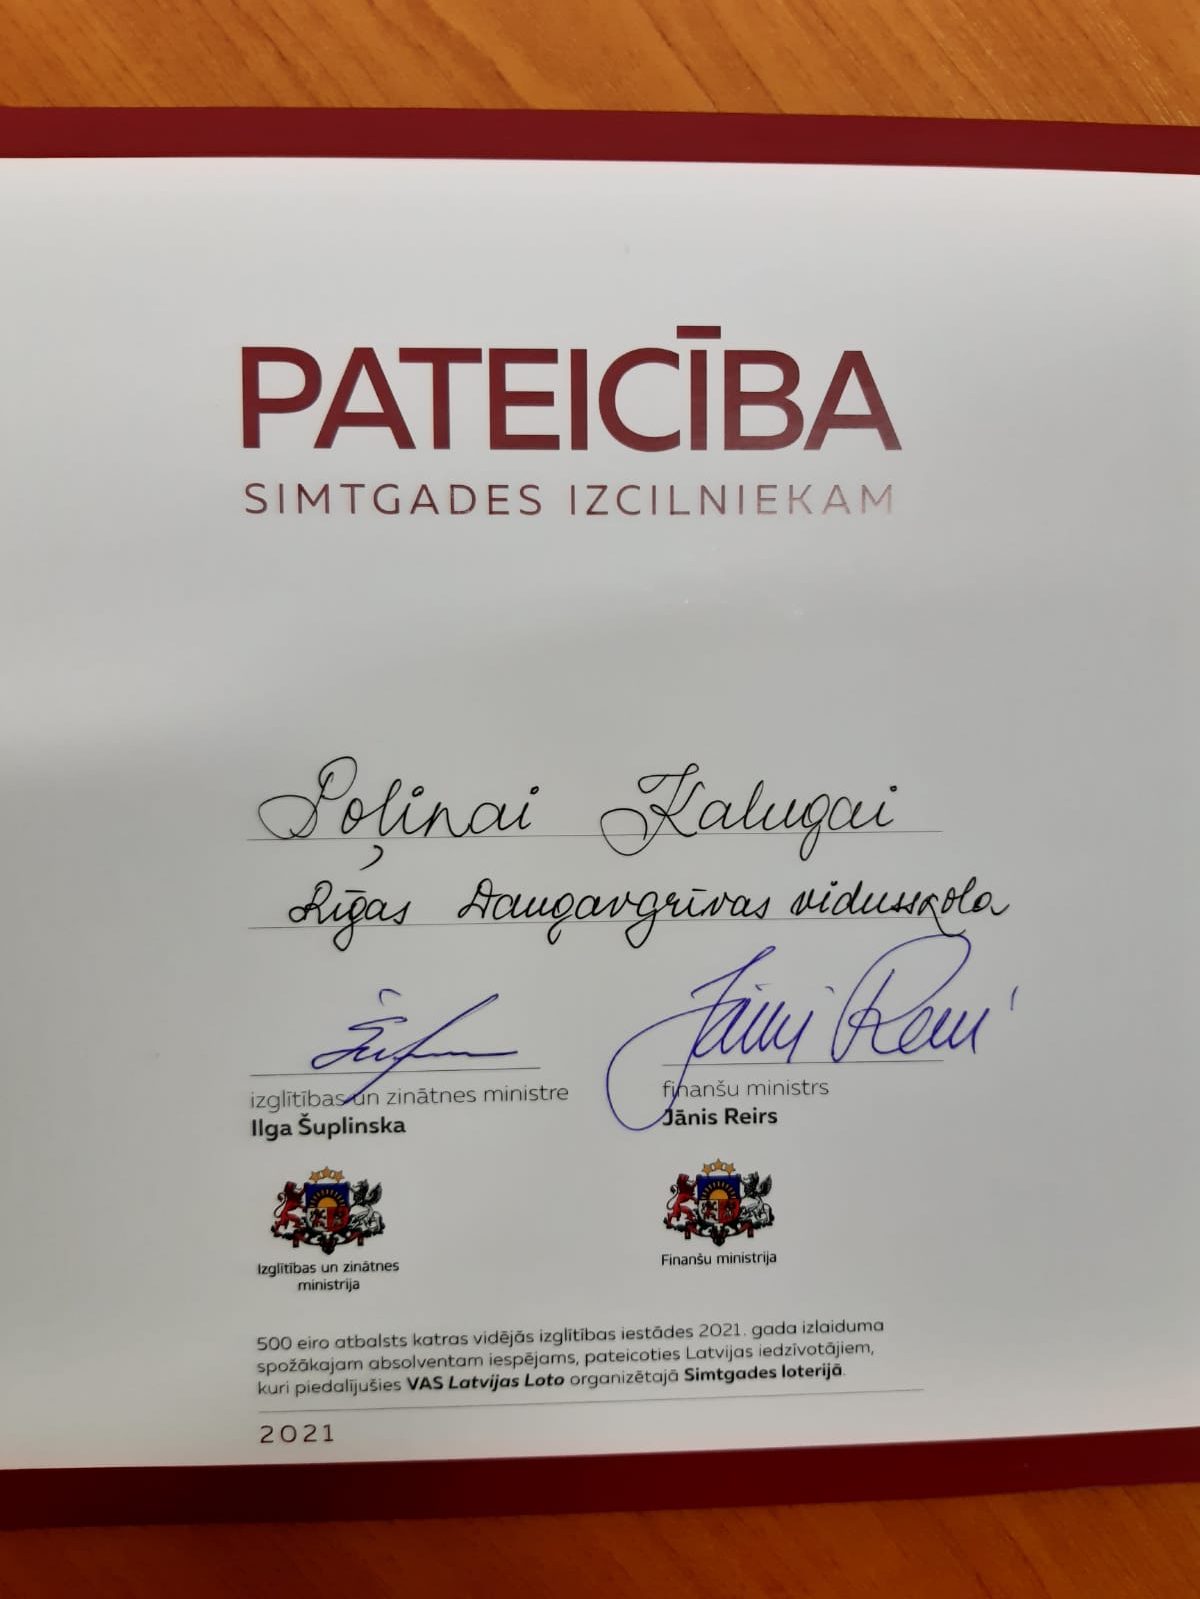 PATEICĪBA
SIMTGADES IZCILNIEKAM
Poļinai Kalugai
Rīgas Daugavgrīvas vidusskola
izglītības un zinātnes ministre
Ilga Šuplinska
finanšu ministrs
Jānis Reirs
Izglītības un zinātnes
ministrija
Finanšu ministrija
500 eiro atbalsts katras vidējās izglītības iestādes 2021. gada izlaiduma
spožākajam absolventam iespējams, pateicoties Latvijas iedzīvotājiem,
kuri piedalījušies VAS Latvijas Loto organizētajā Simtgades loterijā.
2021